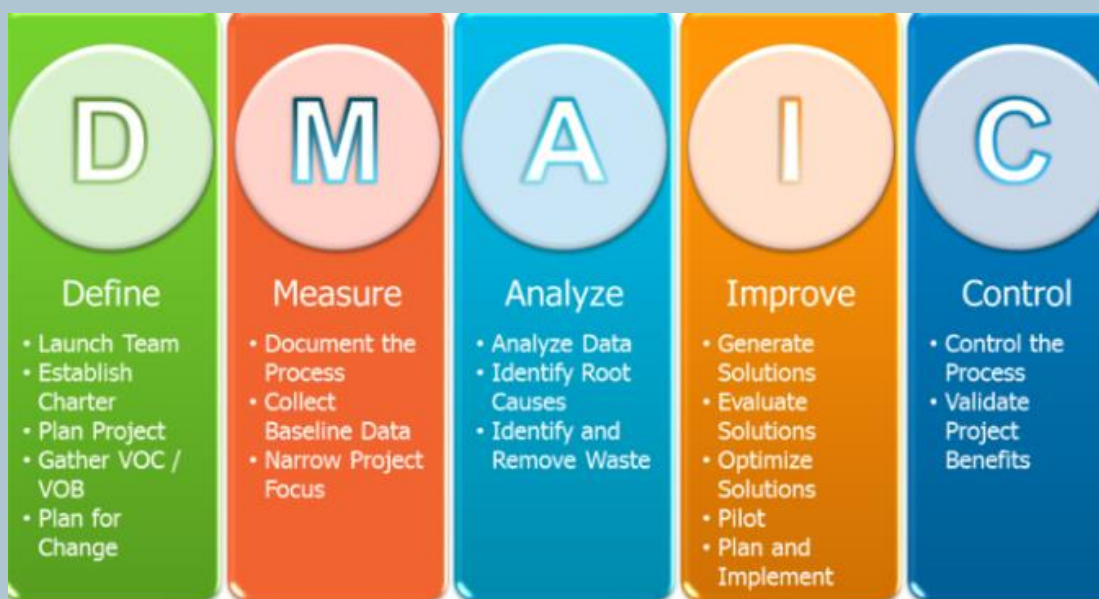 D
Define
• Launch Team
• Establish
Charter
• Plan Project
• Gather VOC /
VOB
• Plan for
Change
M
Measure
• Document the
Process
• Collect
Baseline Data
• Narrow Project
Focus
A
Analyze
• Analyze Data
• Identify Root
Causes
• Identify and
Remove Waste
I
Improve
• Generate
Solutions
• Evaluate
Solutions
• Optimize
Solutions
• Pilot
• Plan and
Implement
C
Control
• Control the
Process
• Validate
Project
Benefits